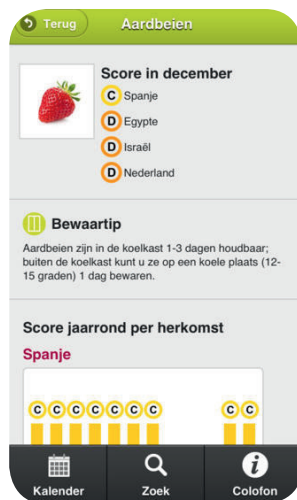 Terug
Aardbeien
Score in december
C Spanje
D Egypte
D Israël
D Nederland
Bewaartip
Aardbeien zijn in de koelkast 1-3 dagen houdbaar;
buiten de koelkast kunt u ze op een koele plaats (12-
15 graden) 1 dag bewaren.
Score jaarrond per herkomst
Spanje
C C C C C C C C C
Kalender
Zoek
i
Colofon